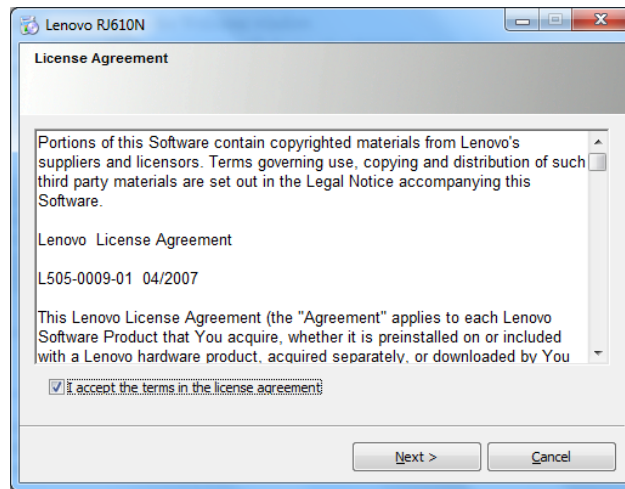 Lenovo RJ610N
License Agreement
Portions of this Software contain copyrighted materials from Lenovo's
suppliers and licensors. Terms governing use, copying and distribution of such
third party materials are set out in the Legal Notice accompanying this
Software.
Lenovo  License Agreement
L505-0009-01  04/2007
This Lenovo License Agreement (the "Agreement" applies to each Lenovo
Software Product that You acquire, whether it is preinstalled on or included
with a Lenovo hardware product, acquired separately, or downloaded by You
I accept the terms in the license agreement
Next >
Cancel